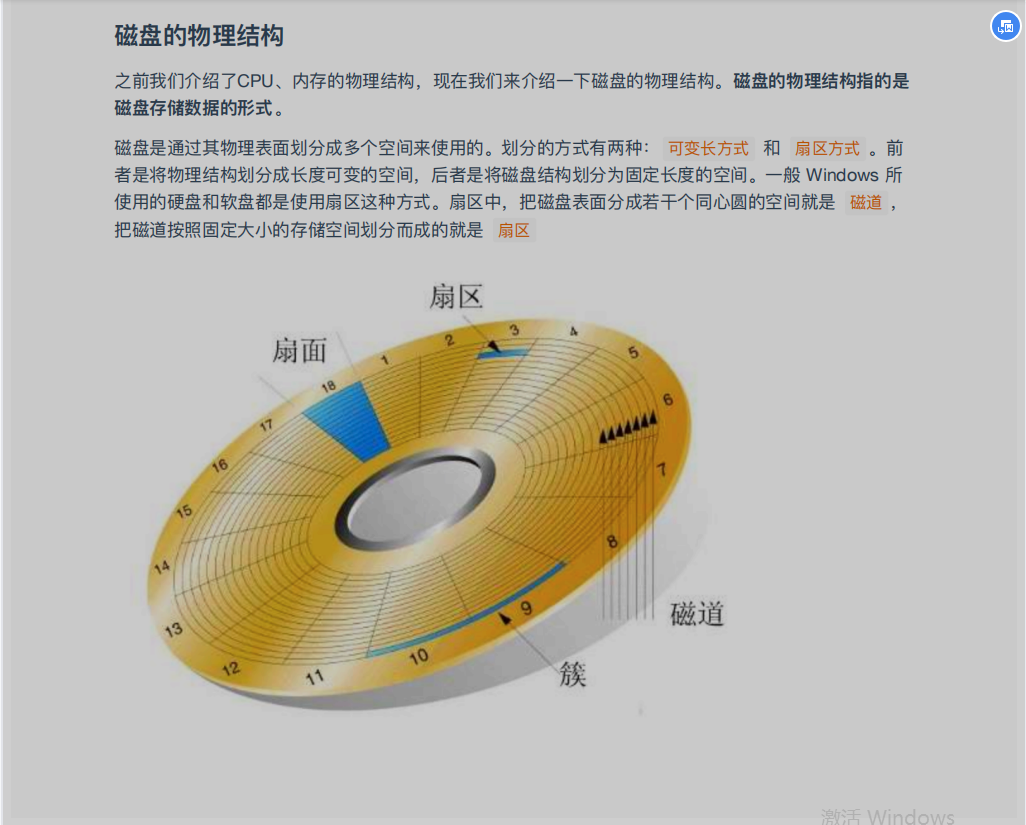 磁盘的物理结构
之前我们介绍了CPU、内存的物理结构，现在我们来介绍一下磁盘的物理结构。磁盘的物理结构指的是
磁盘存储数据的形式。
磁盘是通过其物理表面划分成多个空间来使用的。划分的方式有两种： 可变长方式 和 扇区方式 。前
者是将物理结构划分成长度可变的空间，后者是将磁盘结构划分为固定长度的空间。一般 Windows 所
使用的硬盘和软盘都是使用扇区这种方式。扇区中，把磁盘表面分成若干个同心圆的空间就是 磁道 ，
把磁道按照固定大小的存储空间划分而成的就是 扇区
扇区
扇面
1
2
3
4
5
6
7
8
9
10
11
12
13
14
15
16
17
18
磁道
簇
激活 Windows